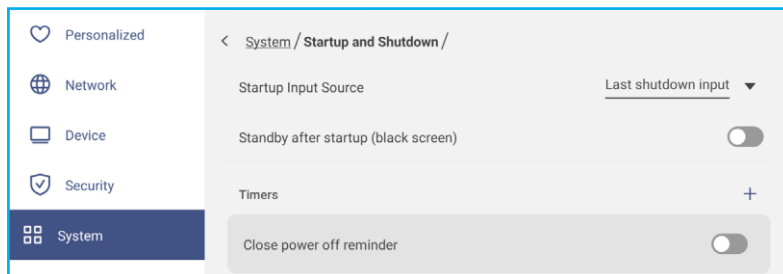 Personalized
Network
Device
Security
System
System / Startup and Shutdown /
Startup Input Source
Last shutdown input
Standby after startup (black screen)
Timers
Close power off reminder